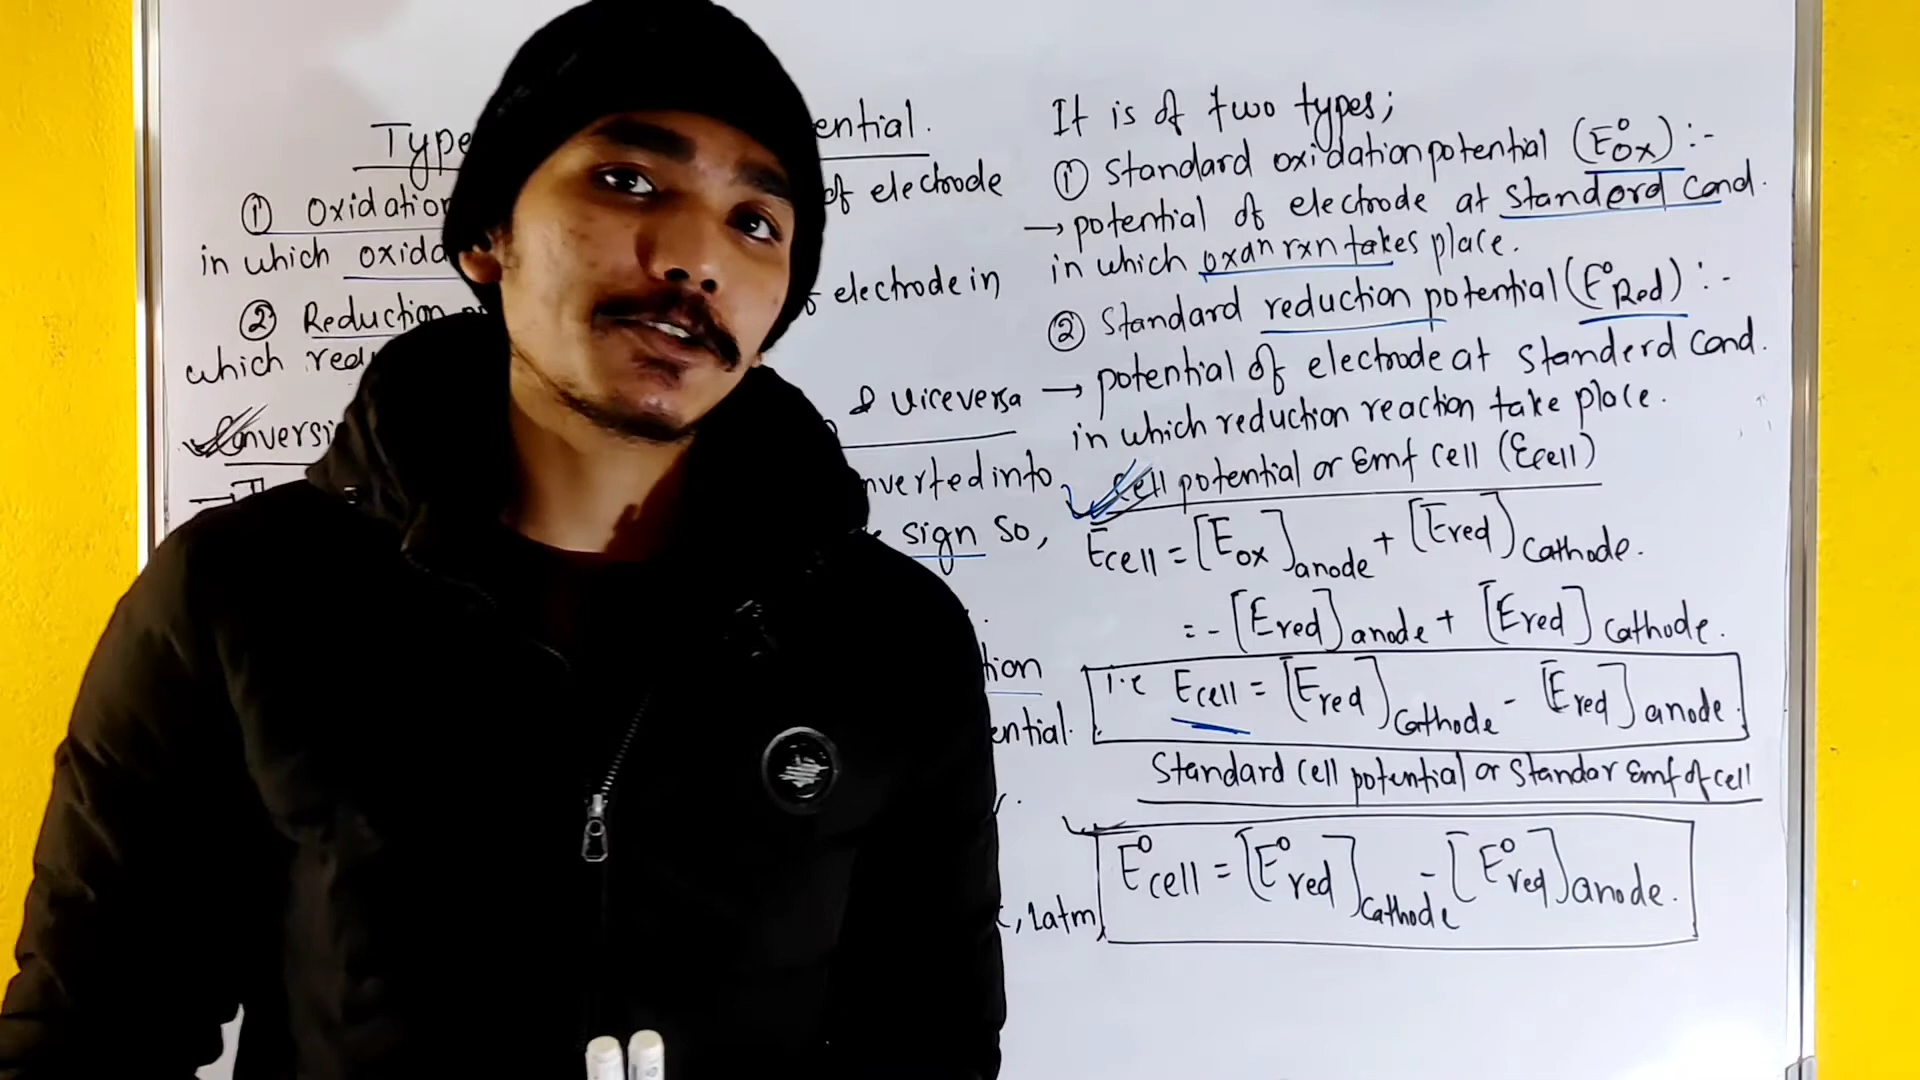 Type
ential.
① Oxidation
of electrode
in which oxida
② Reduction
electrode in
which red
& Viceversa
Conversi
nverted into
sign so,
tion
ential.
, 1atm
It is of two types;
① Standard oxidation potential (E°ox) :-
→ potential of electrode at standerd cond.
in which oxan rxn takes place.
② Standard reduction potential (E°Red) :-
→ potential of electrode at standerd cond.
in which reduction reaction take place.
Cell potential or Emf cell (Ecell)
Ecell = [Eox]anode + [Ered]Cathode.
= - [Ered]anode + [Ered]Cathode.
i.e Ecell = [Ered]Cathode - [Ered]anode.
Standard cell potential or Standar Emf of cell
E°cell = [E°red]Cathode - [E°red]anode.